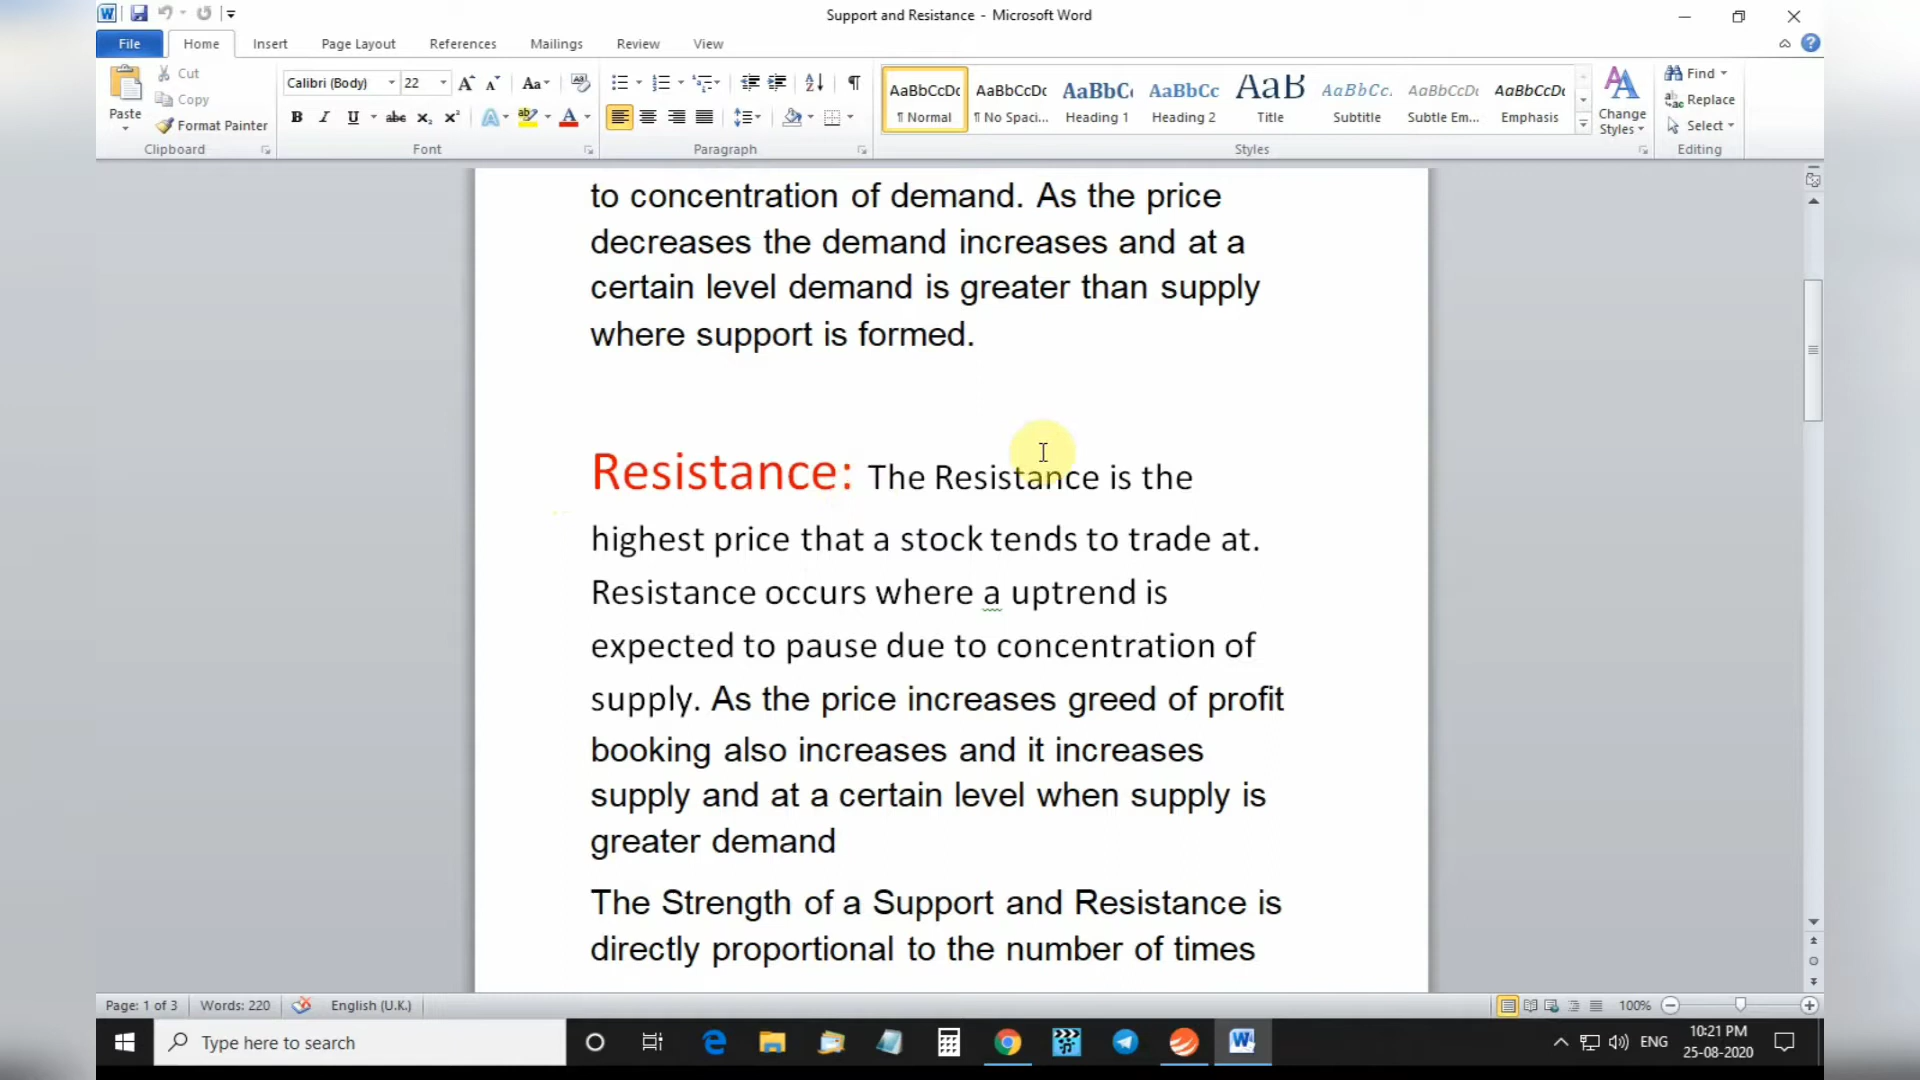 Support and Resistance - Microsoft Word
File Home Insert Page Layout References Mailings Review View
Paste
Cut
Copy
Format Painter
Clipboard
Calibri (Body) 22
Font
Paragraph
AaBbCcDc AaBbCcDc AaBbC AaBbCc AaB AaBbCc. AaBbCcDc AaBbCcDc
¶ Normal ¶ No Spaci... Heading 1 Heading 2 Title Subtitle Subtle Em... Emphasis
Styles
Change
Styles
Find
Replace
Select
Editing
to concentration of demand. As the price
decreases the demand increases and at a
certain level demand is greater than supply
where support is formed.
Resistance: The Resistance is the
highest price that a stock tends to trade at.
Resistance occurs where a uptrend is
expected to pause due to concentration of
supply. As the price increases greed of profit
booking also increases and it increases
supply and at a certain level when supply is
greater demand
The Strength of a Support and Resistance is
directly proportional to the number of times
Page: 1 of 3 Words: 220 English (U.K.) 100%
Type here to search
ENG
10:21 PM
25-08-2020